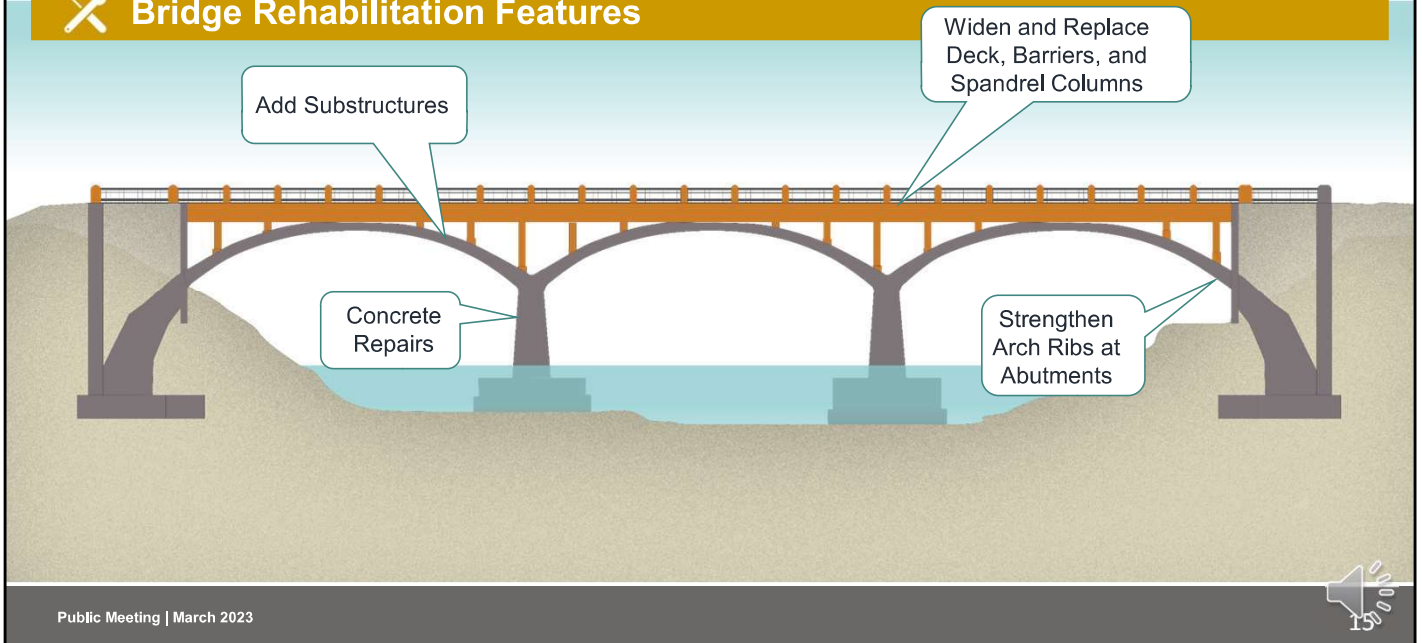 Bridge Rehabilitation Features
Widen and Replace
Deck, Barriers, and
Spandrel Columns
Add Substructures
Concrete
Repairs
Strengthen
Arch Ribs at
Abutments
Public Meeting | March 2023
15